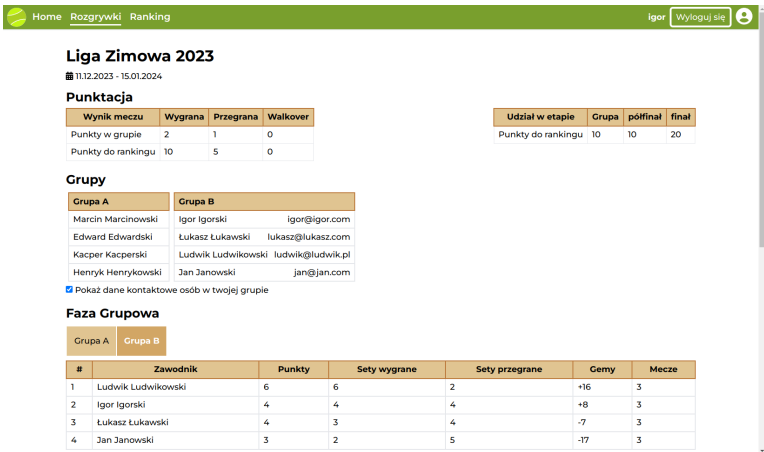 Home Rozgrywki Ranking igor Wyloguj się
Liga Zimowa 2023
11.12.2023 - 15.01.2024
Punktacja
Wynik meczu Wygrana Przegrana Walkover
Punkty w grupie 2 1 0
Punkty do rankingu 10 5 0
Udział w etapie Grupa półfinał finał
Punkty do rankingu 10 10 20
Grupy
Grupa A
Marcin Marcinowski
Edward Edwardski
Kacper Kacperski
Henryk Henrykowski
Grupa B
Igor Igorski igor@igor.com
Łukasz Łukawski lukasz@lukasz.com
Ludwik Ludwikowski ludwik@ludwik.pl
Jan Janowski jan@jan.com
Pokaż dane kontaktowe osób w twojej grupie
Faza Grupowa
Grupa A Grupa B
# Zawodnik Punkty Sety wygrane Sety przegrane Gemy Mecze
1 Ludwik Ludwikowski 6 6 2 +16 3
2 Igor Igorski 4 4 4 +8 3
3 Łukasz Łukawski 4 3 4 -7 3
4 Jan Janowski 3 2 5 -17 3